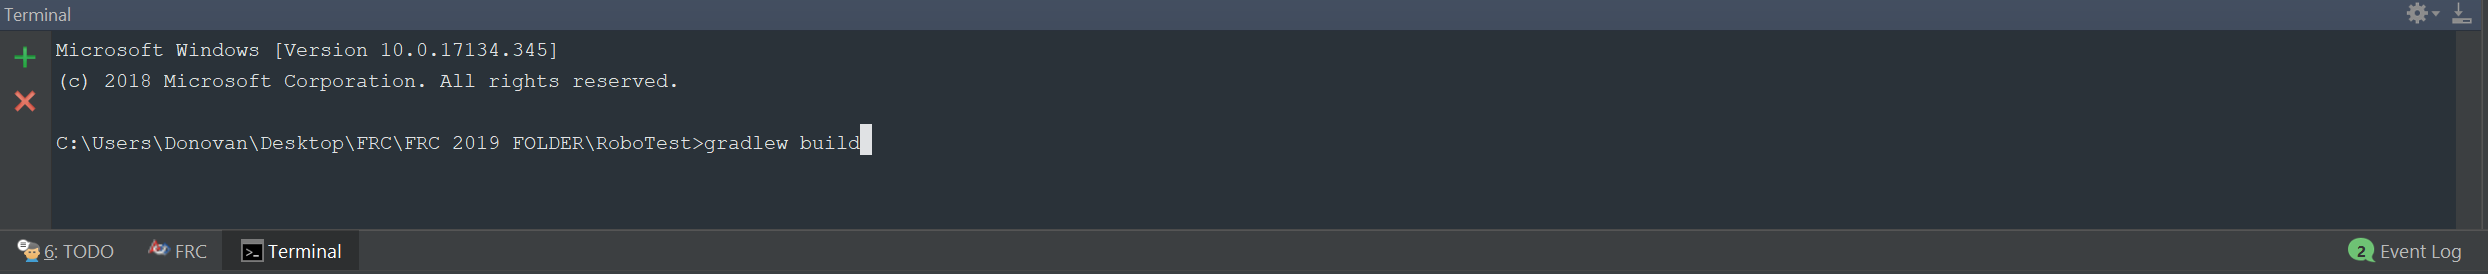 Terminal
Microsoft Windows [Version 10.0.17134.345]
(c) 2018 Microsoft Corporation. All rights reserved.
C:\Users\Donovan\Desktop\FRC\FRC 2019 FOLDER\RoboTest>gradlew build
6: TODO FRC Terminal 2 Event Log